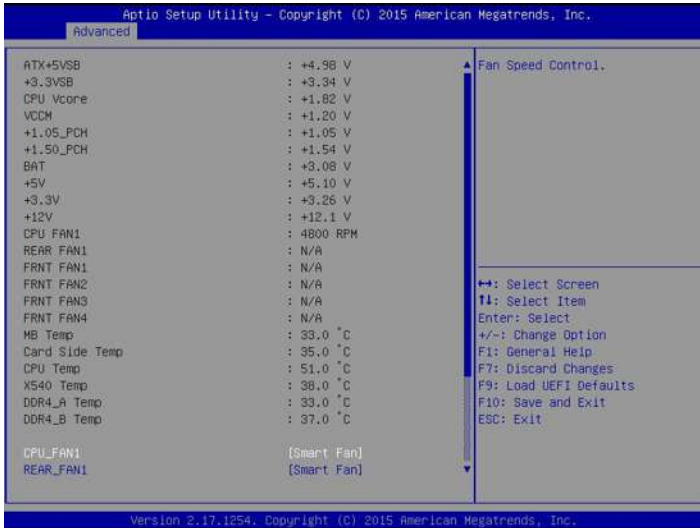 Aptio Setup Utility – Copyright (C) 2015 American Megatrends, Inc.
Advanced
ATX+5VSB : +4.98 V
+3.3VSB : +3.34 V
CPU Vcore : +1.82 V
VCCM : +1.20 V
+1.05_PCH : +1.05 V
+1.50_PCH : +1.54 V
BAT : +3.08 V
+5V : +5.10 V
+3.3V : +3.26 V
+12V : +12.1 V
CPU FAN1 : 4800 RPM
REAR FAN1 : N/A
FRNT FAN1 : N/A
FRNT FAN2 : N/A
FRNT FAN3 : N/A
FRNT FAN4 : N/A
MB Temp : 33.0 °C
Card Side Temp : 35.0 °C
CPU Temp : 51.0 °C
X540 Temp : 38.0 °C
DDR4_A Temp : 33.0 °C
DDR4_B Temp : 37.0 °C
CPU_FAN1 [Smart Fan]
REAR_FAN1 [Smart Fan]
Fan Speed Control.
↔: Select Screen
↑↓: Select Item
Enter: Select
+/-: Change Option
F1: General Help
F7: Discard Changes
F9: Load UEFI Defaults
F10: Save and Exit
ESC: Exit
Version 2.17.1254. Copyright (C) 2015 American Megatrends, Inc.